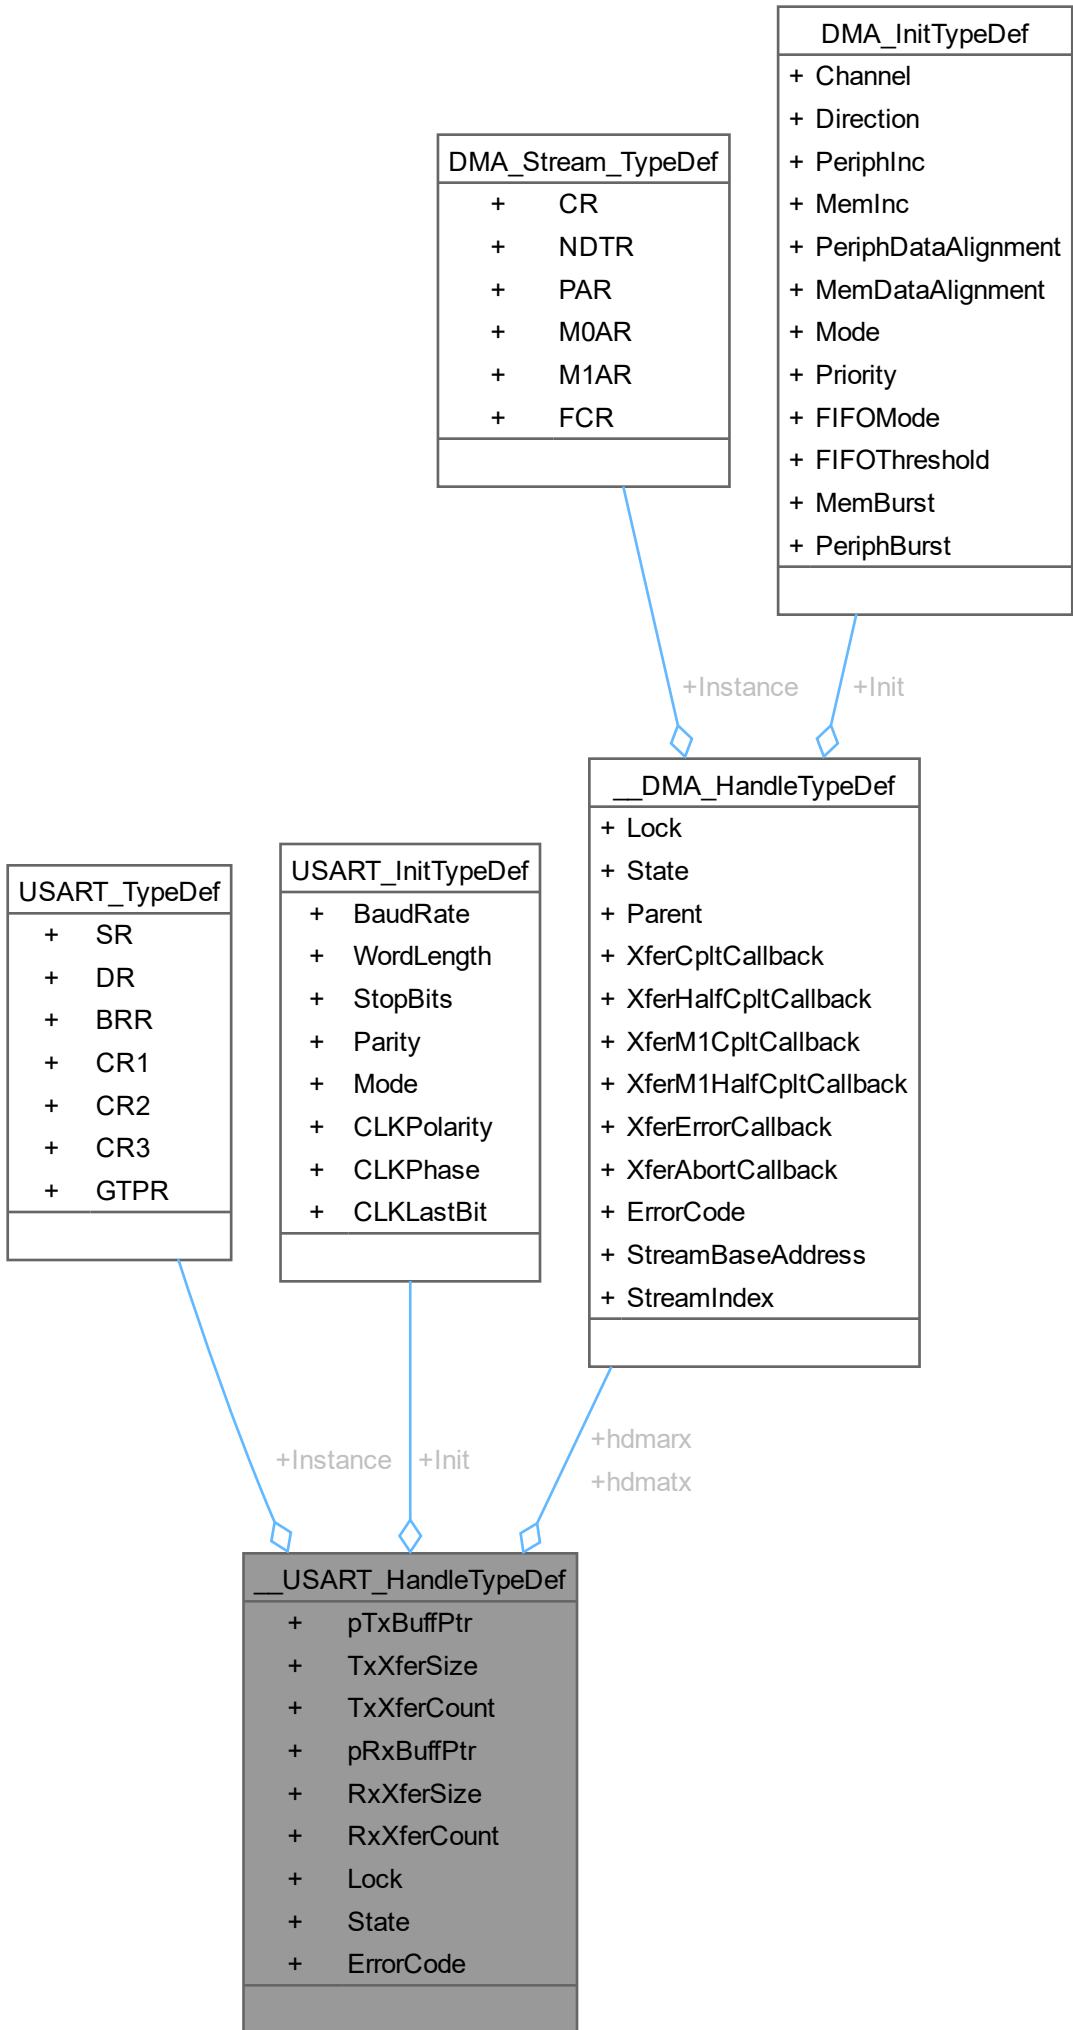 DMA_InitTypeDef
+ Channel
+ Direction
+ PeriphInc
+ MemInc
+ PeriphDataAlignment
+ MemDataAlignment
+ Mode
+ Priority
+ FIFOMode
+ FIFOThreshold
+ MemBurst
+ PeriphBurst
DMA_Stream_TypeDef
+ CR
+ NDTR
+ PAR
+ M0AR
+ M1AR
+ FCR
+Instance
+Init
__DMA_HandleTypeDef
+ Lock
+ State
+ Parent
+ XferCpltCallback
+ XferHalfCpltCallback
+ XferM1CpltCallback
+ XferM1HalfCpltCallback
+ XferErrorCallback
+ XferAbortCallback
+ ErrorCode
+ StreamBaseAddress
+ StreamIndex
USART_InitTypeDef
+ BaudRate
+ WordLength
+ StopBits
+ Parity
+ Mode
+ CLKPolarity
+ CLKPhase
+ CLKLastBit
USART_TypeDef
+ SR
+ DR
+ BRR
+ CR1
+ CR2
+ CR3
+ GTPR
+Instance
+Init
+hdmarx
+hdmatx
__USART_HandleTypeDef
+ pTxBuffPtr
+ TxXferSize
+ TxXferCount
+ pRxBuffPtr
+ RxXferSize
+ RxXferCount
+ Lock
+ State
+ ErrorCode